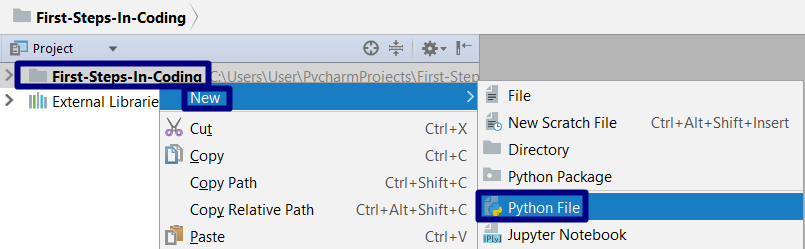 First-Steps-In-Coding
Project
First-Steps-In-Coding C:\Users\User\PycharmProjects\First-Step
External Librarie
New
Cut Ctrl+X
Copy Ctrl+C
Copy Path Ctrl+Shift+C
Copy Relative Path Ctrl+Alt+Shift+C
Paste Ctrl+V
File
New Scratch File Ctrl+Alt+Shift+Insert
Directory
Python Package
Python File
IP[y] Jupyter Notebook